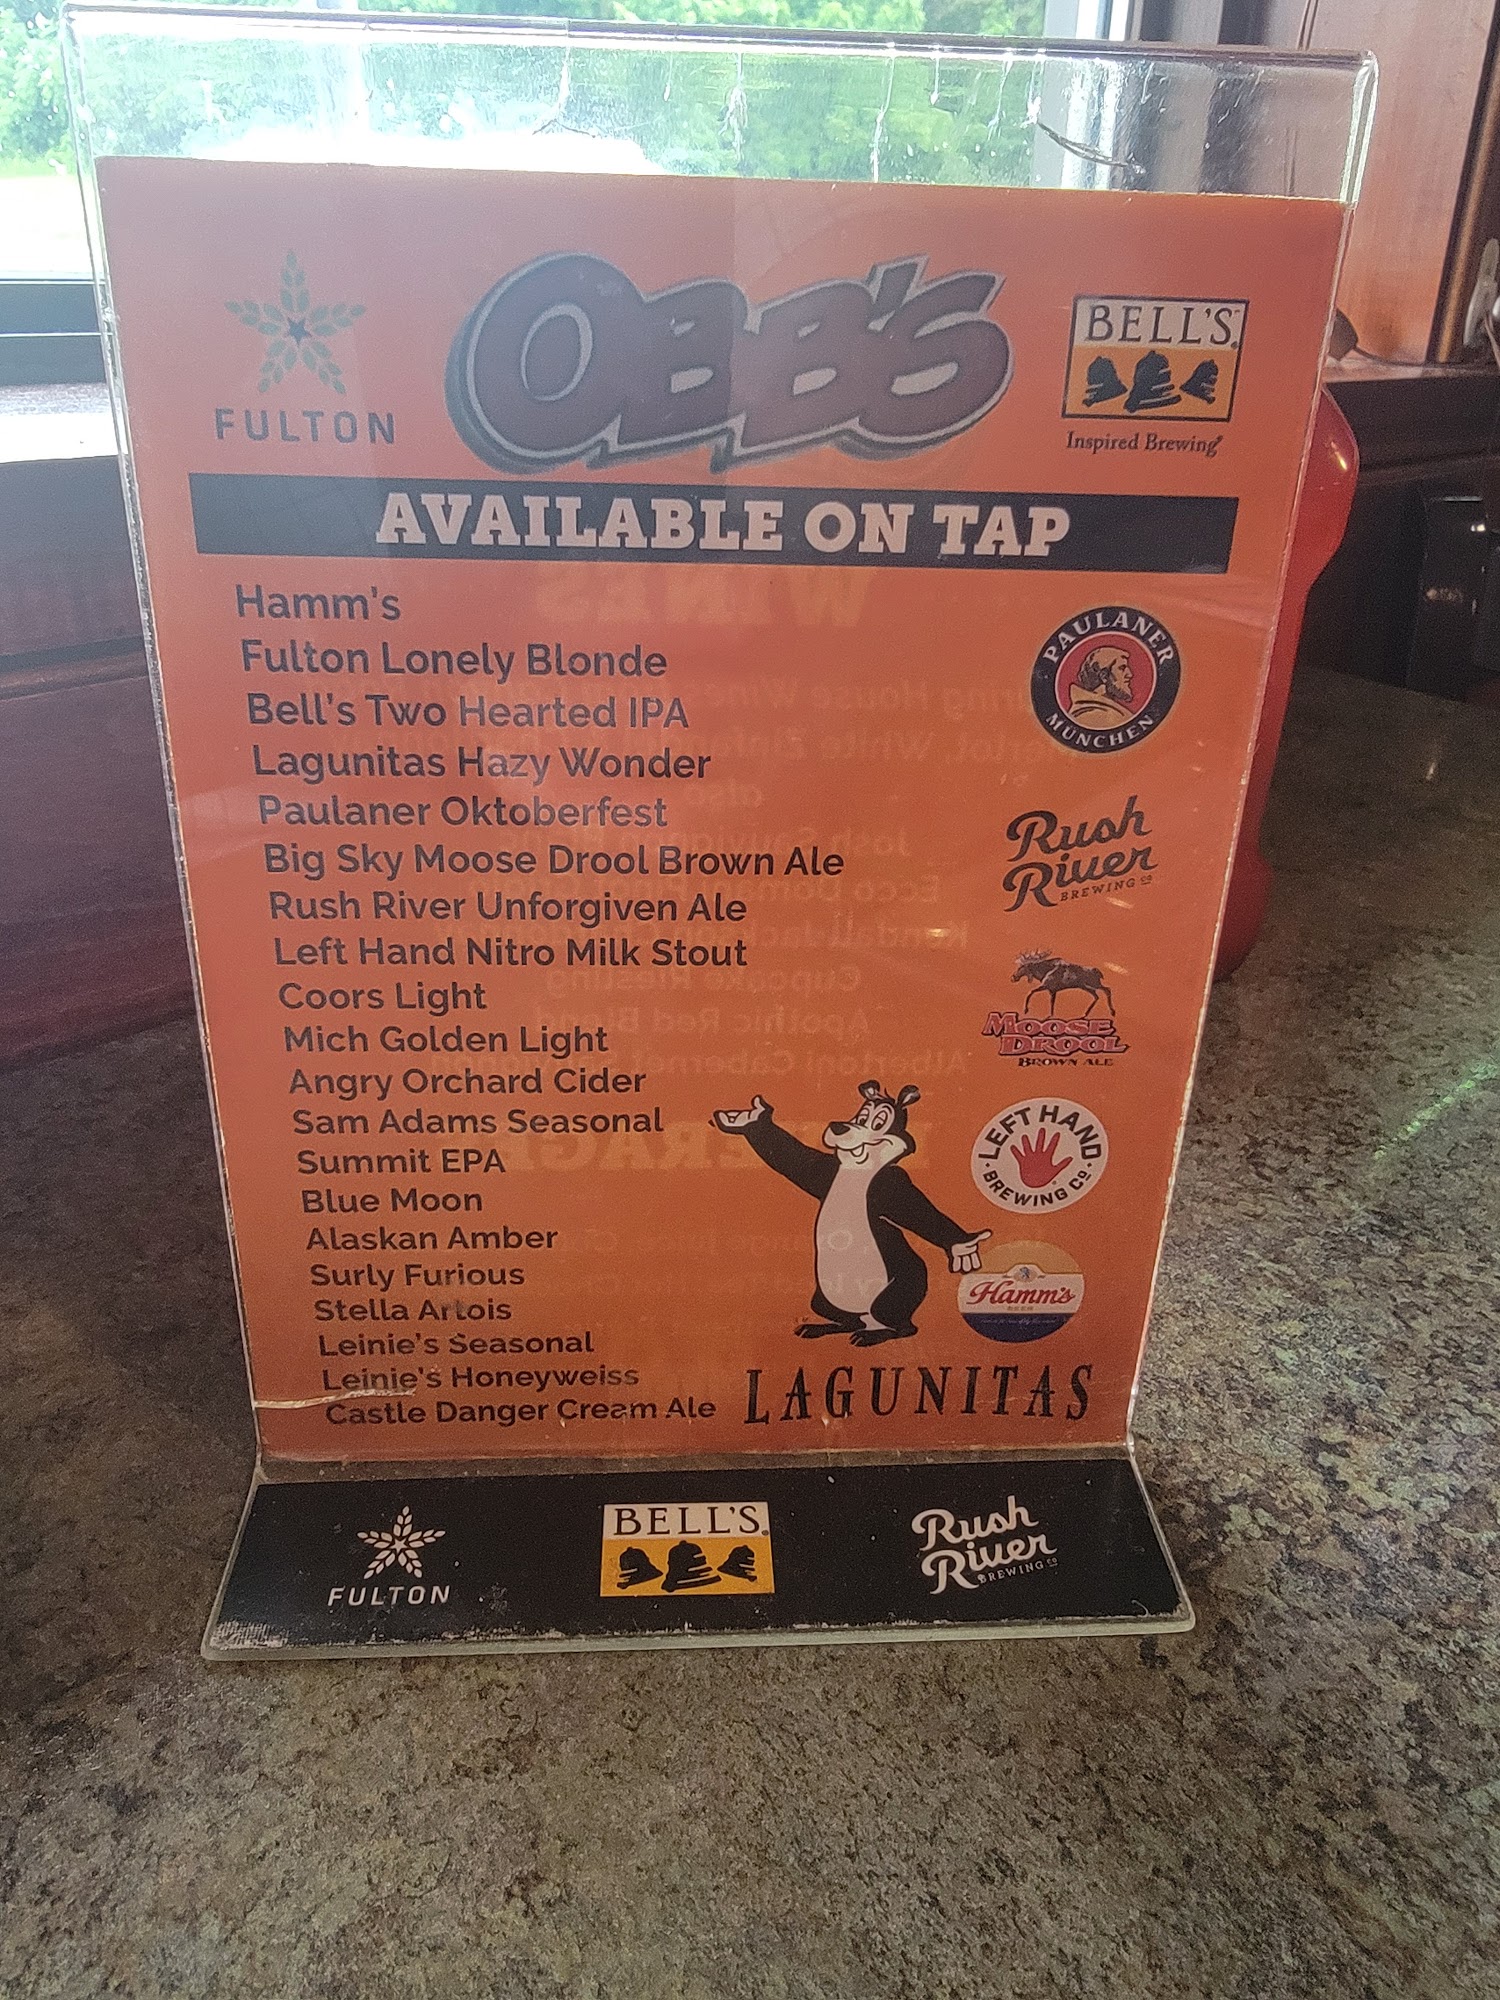 FULTON
OBB'S
BELL'S
Inspired Brewing
AVAILABLE ON TAP
Hamm's
Fulton Lonely Blonde
Bell's Two Hearted IPA
Lagunitas Hazy Wonder
Paulaner Oktoberfest
Big Sky Moose Drool Brown Ale
Rush River Unforgiven Ale
Left Hand Nitro Milk Stout
Coors Light
Mich Golden Light
Angry Orchard Cider
Sam Adams Seasonal
Summit EPA
Blue Moon
Alaskan Amber
Surly Furious
Stella Artois
Leinie's Seasonal
Leinie's Honeyweiss
Castle Danger Cream Ale
PAULANER
MÜNCHEN
Rush
River
BREWING CO
MOOSE
DROOL
BROWN ALE
LEFT HAND
BREWING CO
Hamm's
BEER
LAGUNITAS
FULTON
BELL'S
Rush
River
BREWING CO